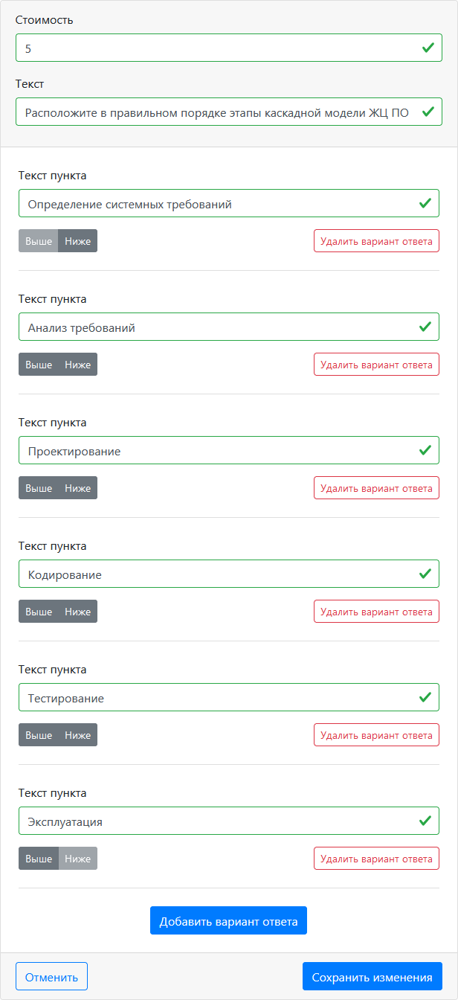 Стоимость
5
Текст
Расположите в правильном порядке этапы каскадной модели ЖЦ ПО
Текст пункта
Определение системных требований
Выше Ниже Удалить вариант ответа
Текст пункта
Анализ требований
Выше Ниже Удалить вариант ответа
Текст пункта
Проектирование
Выше Ниже Удалить вариант ответа
Текст пункта
Кодирование
Выше Ниже Удалить вариант ответа
Текст пункта
Тестирование
Выше Ниже Удалить вариант ответа
Текст пункта
Эксплуатация
Выше Ниже Удалить вариант ответа
Добавить вариант ответа
Отменить Сохранить изменения